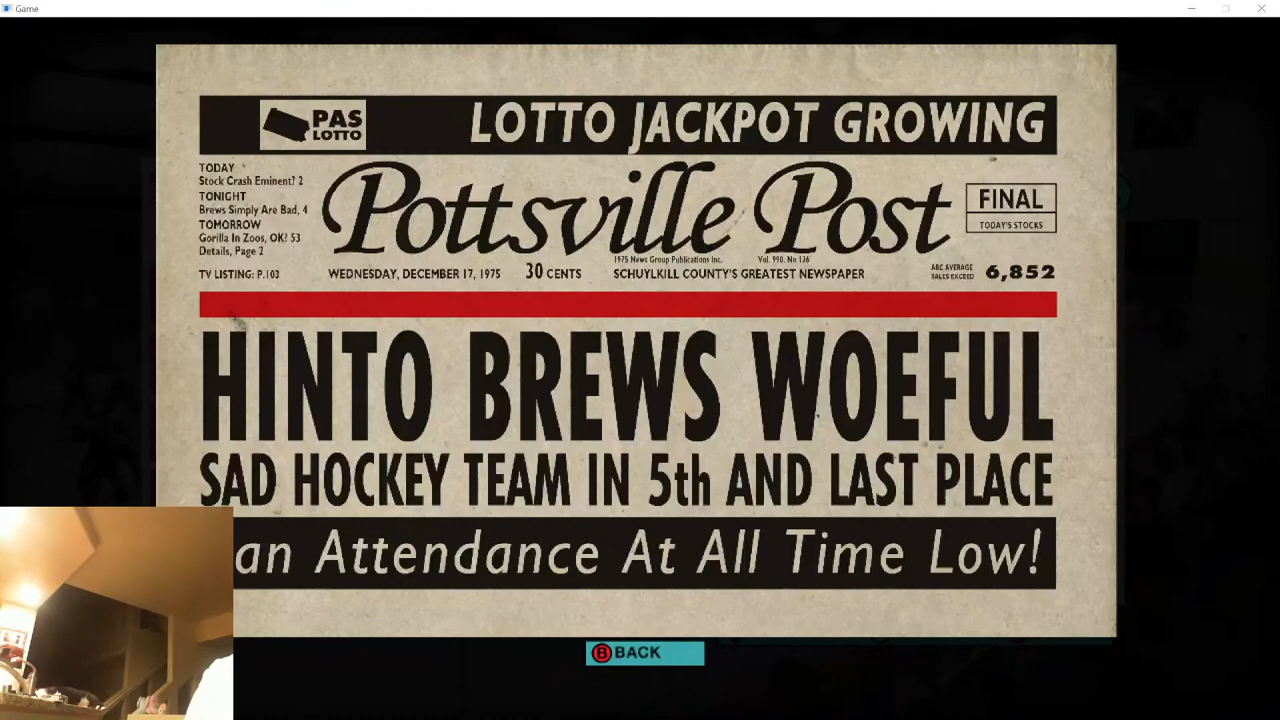 Game
PAS
LOTTO
LOTTO JACKPOT GROWING
TODAY
Stock Crash Eminent? 2
TONIGHT
Brews Simply Are Bad, 4
TOMORROW
Gorilla In Zoos, OK? 53
Details, Page 2
TV LISTING: P.103
Pottsville Post
FINAL
TODAY'S STOCKS
1975 News Group Publications Inc. Vol. 990. No 136
WEDNESDAY, DECEMBER 17, 1975 30 CENTS SCHUYLKILL COUNTY'S GREATEST NEWSPAPER
ABC AVERAGE
SALES EXCEED
6,852
HINTO BREWS WOEFUL
SAD HOCKEY TEAM IN 5th AND LAST PLACE
an Attendance At All Time Low!
B BACK